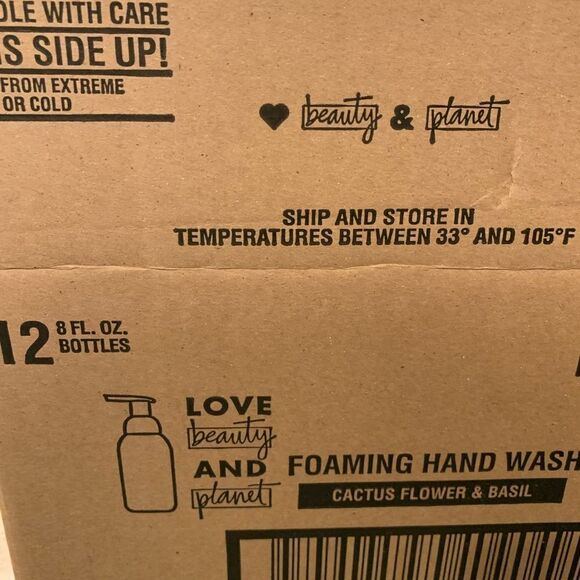 DLE WITH CARE
IS SIDE UP!
FROM EXTREME
OR COLD
♥ beauty & planet
SHIP AND STORE IN
TEMPERATURES BETWEEN 33° AND 105°F
12 8 FL. OZ.
BOTTLES
LOVE
beauty
AND
planet
FOAMING HAND WASH
CACTUS FLOWER & BASIL